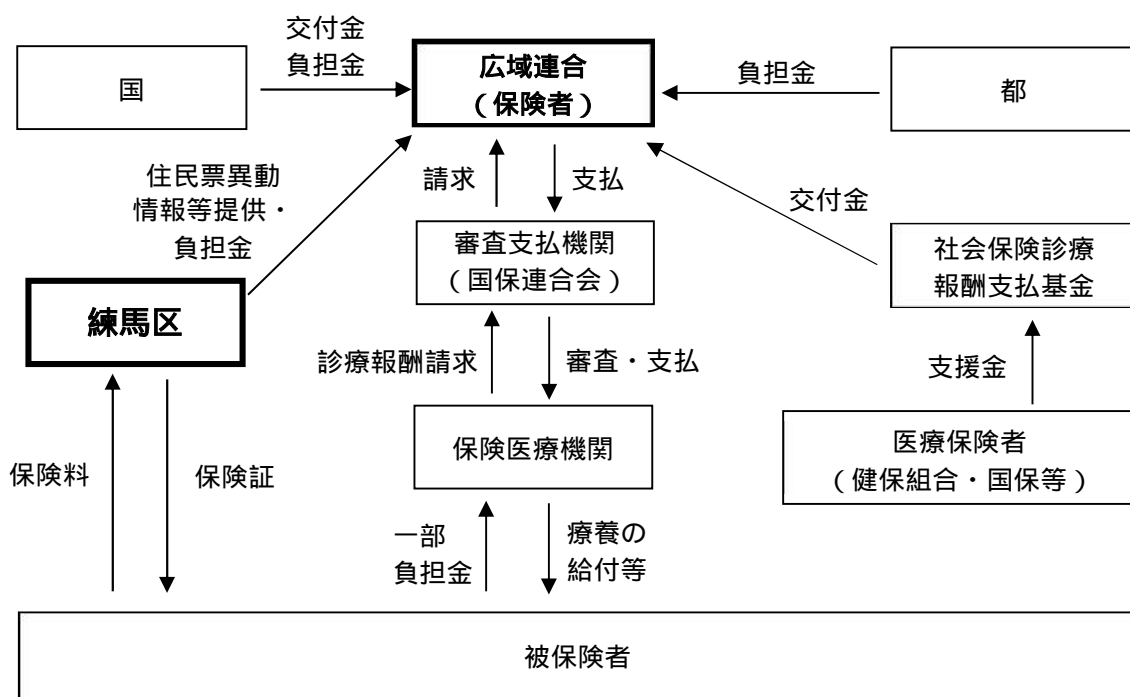 交付金
負担金
国
広域連合
（保険者）
負担金
都
住民票異動
情報等提供・
負担金
請求
支払
交付金
審査支払機関
（国保連合会）
社会保険診療
報酬支払基金
練馬区
診療報酬請求
審査・支払
支援金
保険料
保険証
保険医療機関
医療保険者
（健保組合・国保等）
一部
負担金
療養の
給付等
被保険者